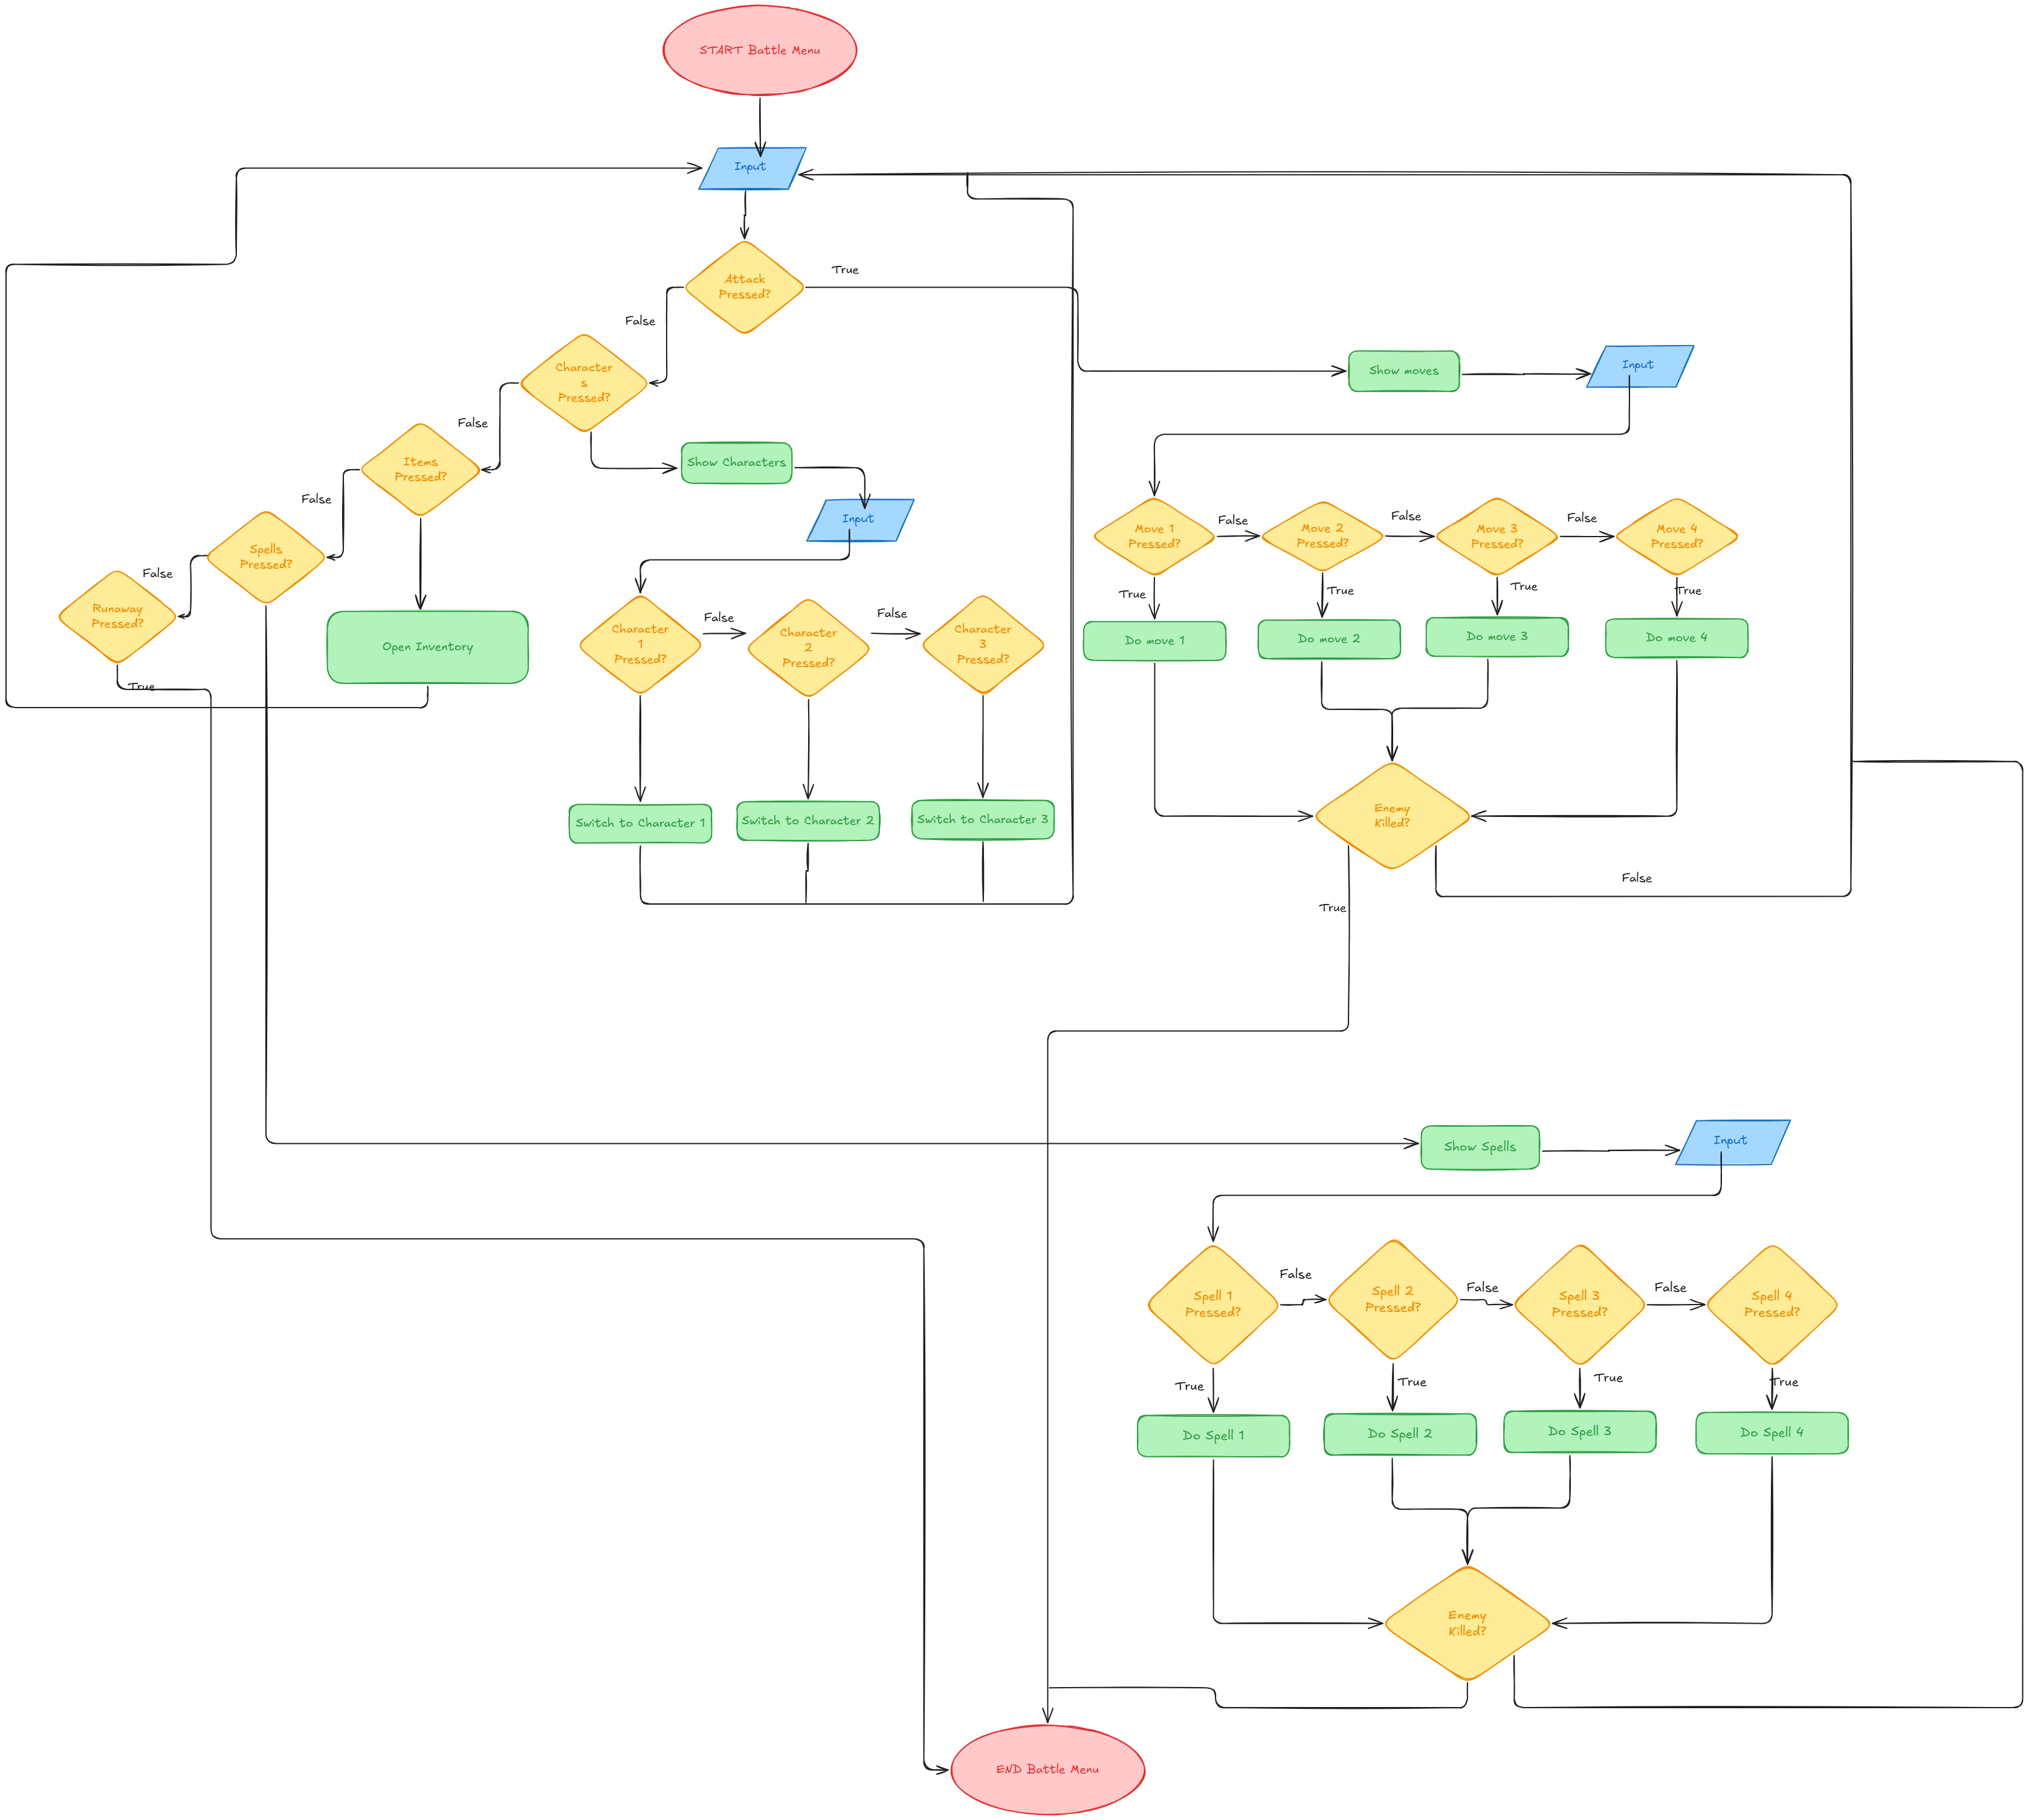 START Battle Menu
Input
Attack
Pressed?
True
False
Character
s
Pressed?
False
Items
Pressed?
False
Spells
Pressed?
False
Runaway
Pressed?
True
Open Inventory
Show Characters
Input
Character
1
Pressed?
False
Character
2
Pressed?
False
Character
3
Pressed?
Switch to Character 1
Switch to Character 2
Switch to Character 3
Show moves
Input
Move 1
Pressed?
False
Move 2
Pressed?
False
Move 3
Pressed?
False
Move 4
Pressed?
True
True
True
True
Do move 1
Do move 2
Do move 3
Do move 4
Enemy
Killed?
False
True
Show Spells
Input
Spell 1
Pressed?
False
Spell 2
Pressed?
False
Spell 3
Pressed?
False
Spell 4
Pressed?
True
True
True
True
Do Spell 1
Do Spell 2
Do Spell 3
Do Spell 4
Enemy
Killed?
END Battle Menu